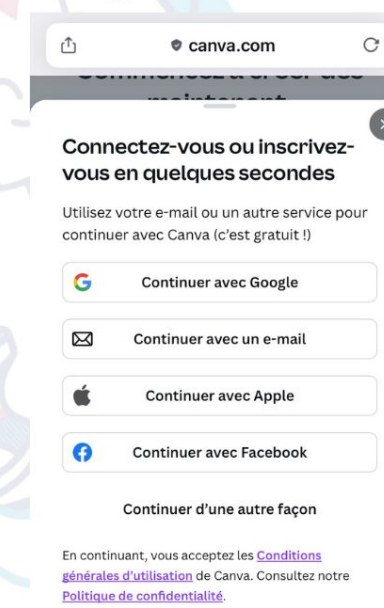 canva.com
Connectez-vous ou inscrivez-
vous en quelques secondes
Utilisez votre e-mail ou un autre service pour
continuer avec Canva (c’est gratuit !)
Continuer avec Google
Continuer avec un e-mail
Continuer avec Apple
Continuer avec Facebook
Continuer d’une autre façon
En continuant, vous acceptez les Conditions
générales d’utilisation de Canva. Consultez notre
Politique de confidentialité.